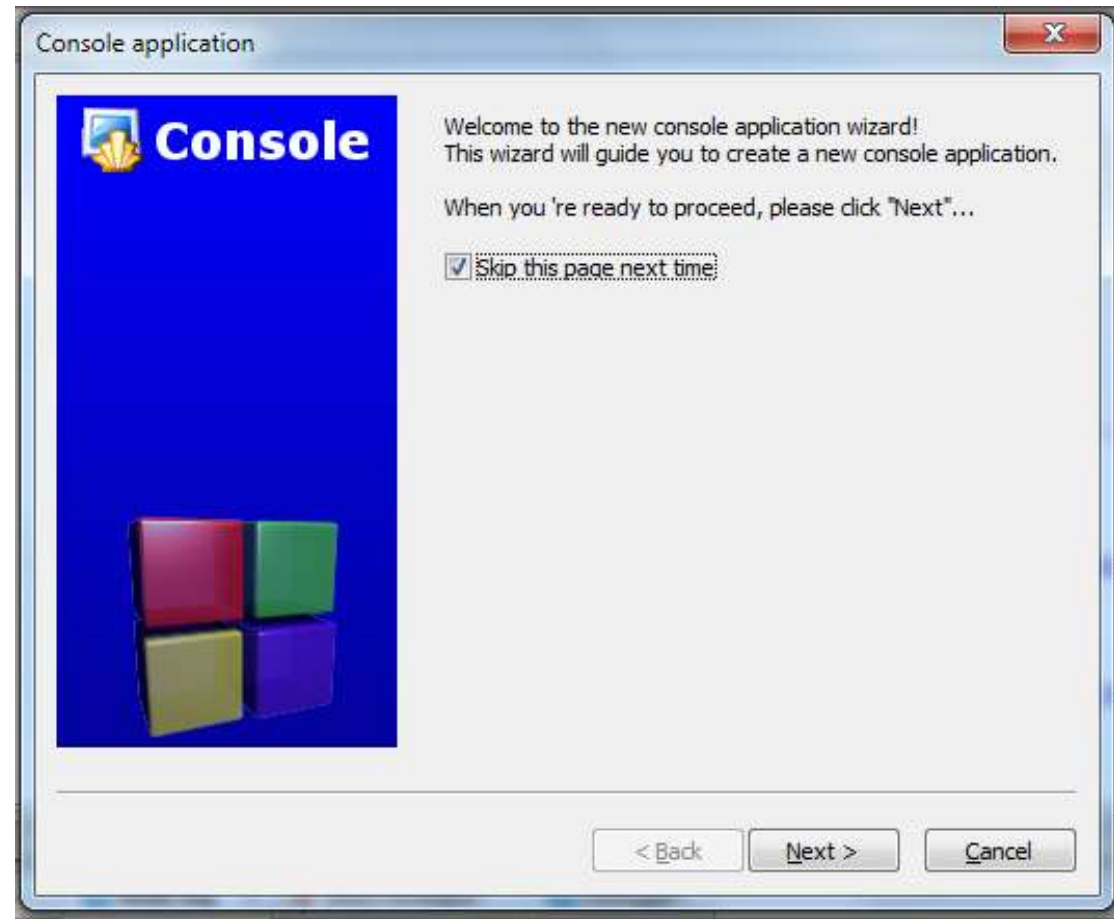 Console application
Console
Welcome to the new console application wizard!
This wizard will guide you to create a new console application.
When you 're ready to proceed, please click "Next"...
Skip this page next time
< Back
Next >
Cancel